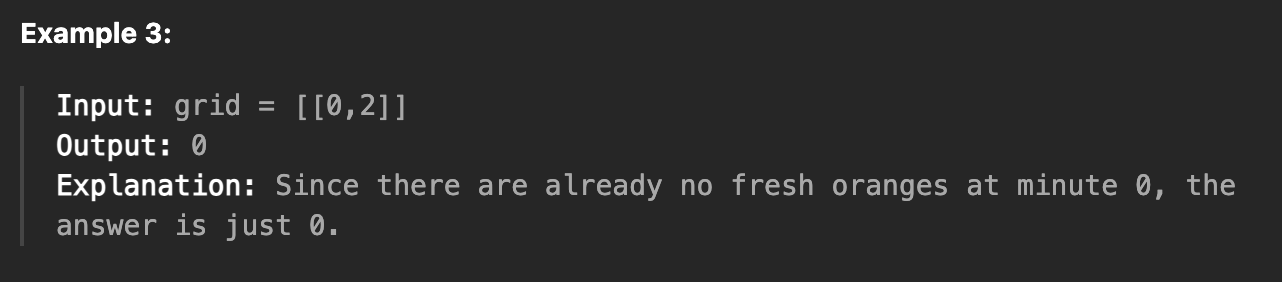 Example 3:
Input: grid = [[0,2]]
Output: 0
Explanation: Since there are already no fresh oranges at minute 0, the
answer is just 0.